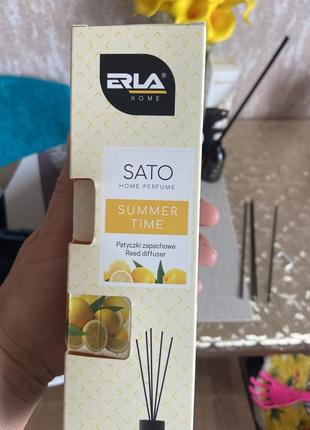 ERLA®
HOME
SATO
HOME PERFUME
SUMMER
TIME
Patyczki zapachowe
Reed diffuser